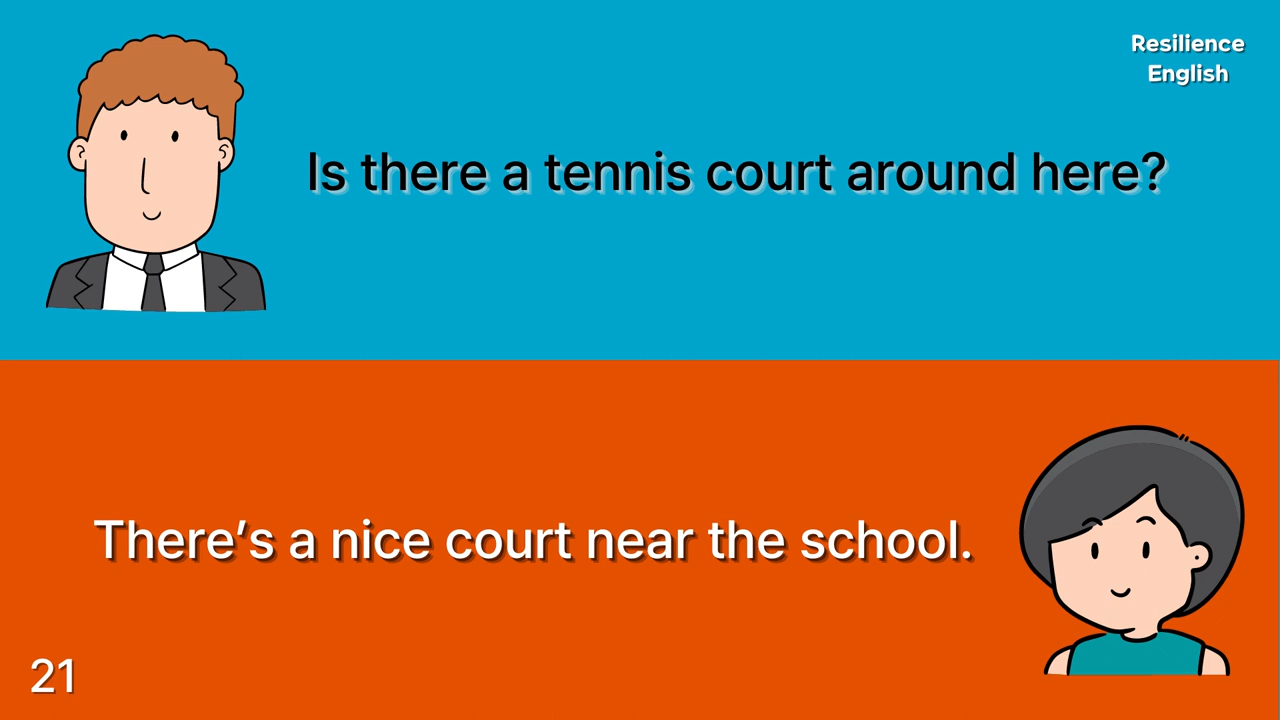 Resilience
English
Is there a tennis court around here?
There’s a nice court near the school.
21